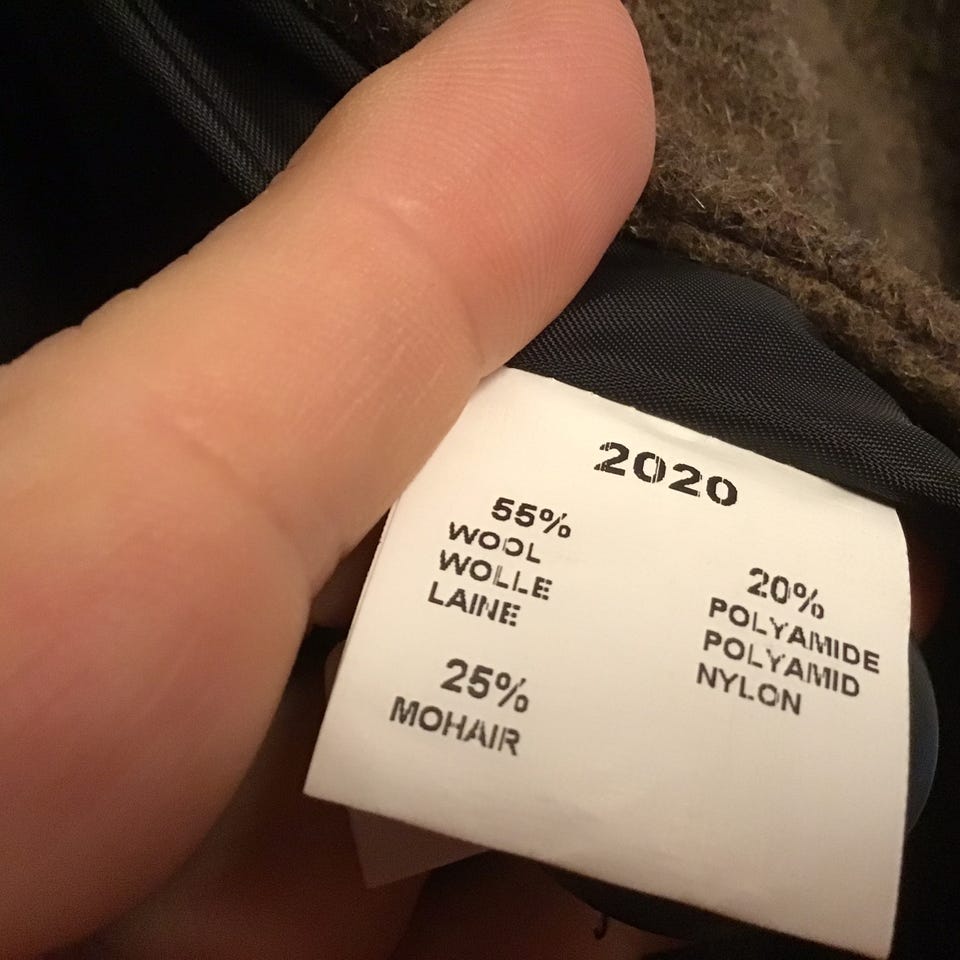 2020
55%
WOOL
WOLLE
LAINE
25%
MOHAIR
20%
POLYAMIDE
POLYAMID
NYLON